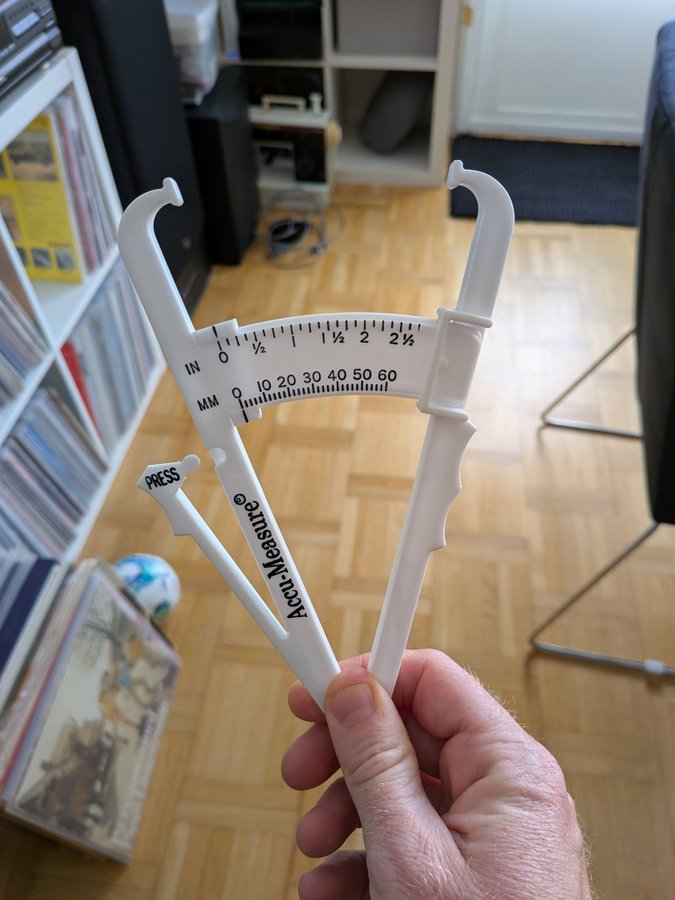 IN 0 ½ 1 1½ 2 2½
MM 0 10 20 30 40 50 60
PRESS
Accu-Measure®